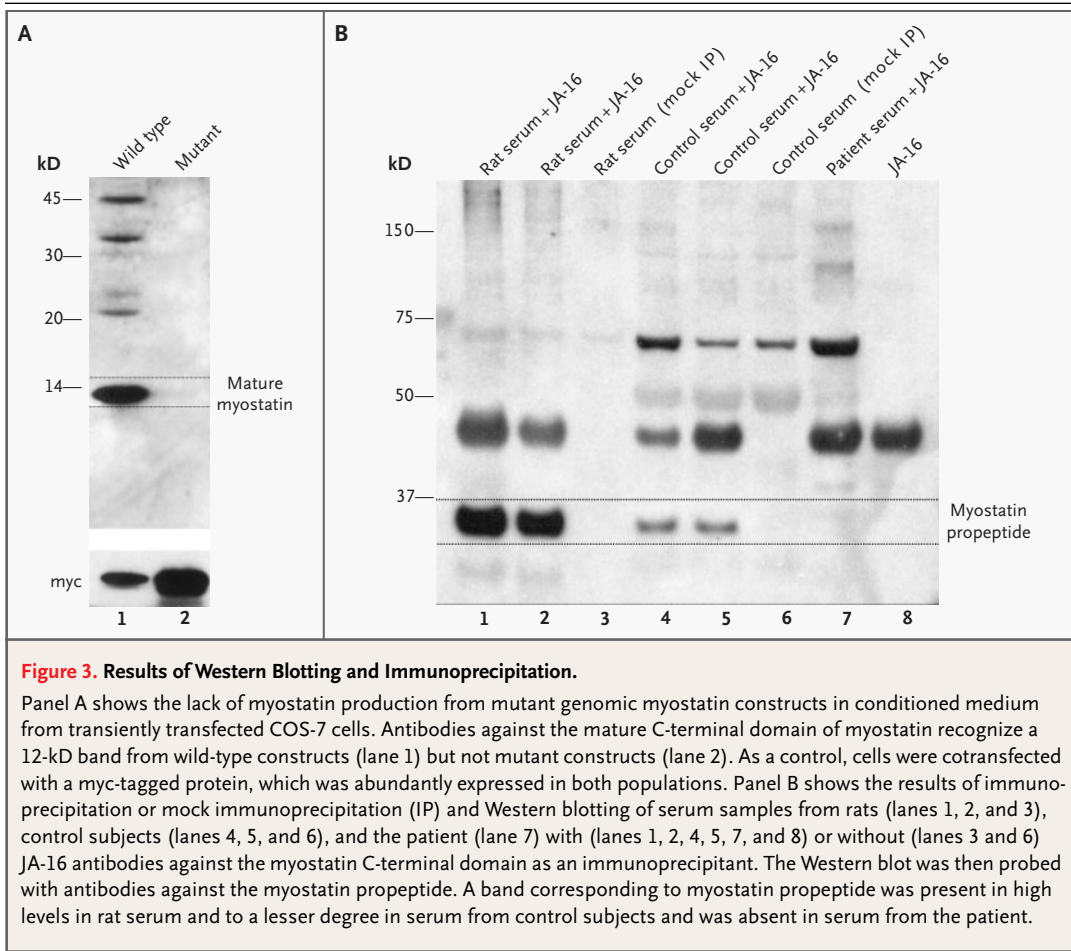 A
kD
Wild type
Mutant
45
30
20
14
Mature
myostatin
myc
1 2
B
kD
Rat serum + JA-16
Rat serum + JA-16
Rat serum (mock IP)
Control serum + JA-16
Control serum + JA-16
Control serum (mock IP)
Patient serum + JA-16
JA-16
150
75
50
37
Myostatin
propeptide
1 2 3 4 5 6 7 8
Figure 3. Results of Western Blotting and Immunoprecipitation.
Panel A shows the lack of myostatin production from mutant genomic myostatin constructs in conditioned medium
from transiently transfected COS-7 cells. Antibodies against the mature C-terminal domain of myostatin recognize a
12-kD band from wild-type constructs (lane 1) but not mutant constructs (lane 2). As a control, cells were cotransfected
with a myc-tagged protein, which was abundantly expressed in both populations. Panel B shows the results of immuno-
precipitation or mock immunoprecipitation (IP) and Western blotting of serum samples from rats (lanes 1, 2, and 3),
control subjects (lanes 4, 5, and 6), and the patient (lane 7) with (lanes 1, 2, 4, 5, 7, and 8) or without (lanes 3 and 6)
JA-16 antibodies against the myostatin C-terminal domain as an immunoprecipitant. The Western blot was then probed
with antibodies against the myostatin propeptide. A band corresponding to myostatin propeptide was present in high
levels in rat serum and to a lesser degree in serum from control subjects and was absent in serum from the patient.